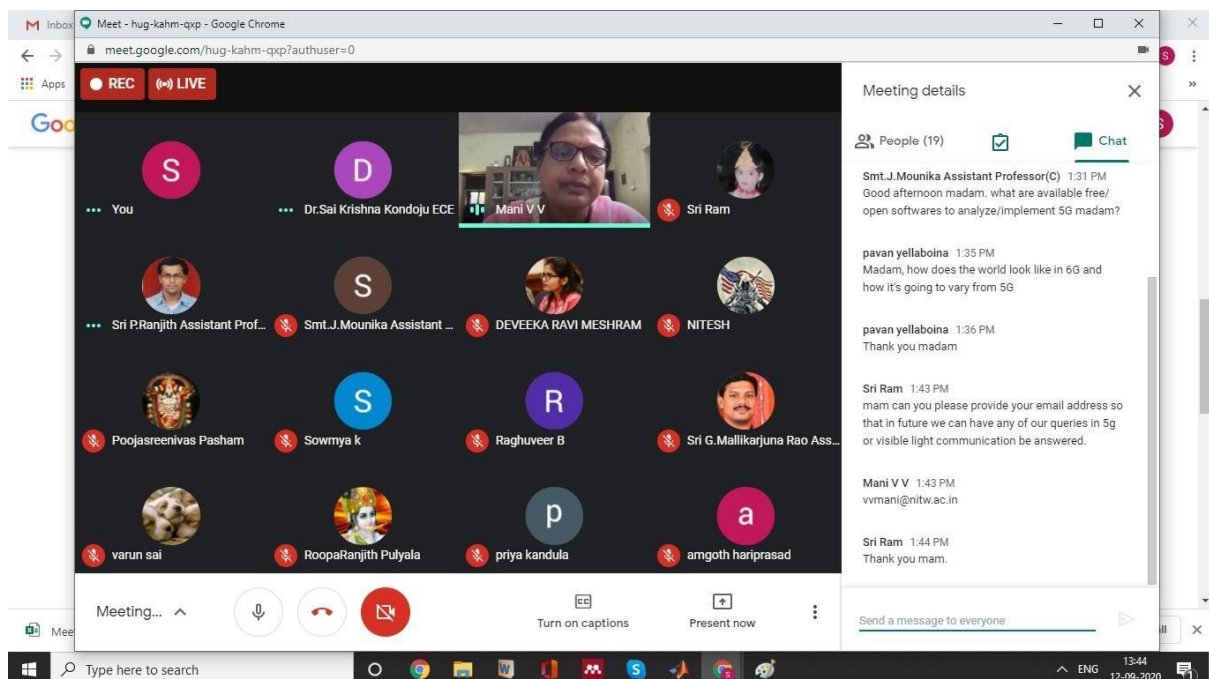 Inbox
Meet - hug-kahm-qxp - Google Chrome
meet.google.com/hug-kahm-qxp?authuser=0
S
Apps
REC
LIVE
Meeting details
Goo
People (19)
Chat
S
D
You
Dr.Sai Krishna Kondoju ECE
Mani V V
Sri Ram
S
Sri P.Ranjith Assistant Prof...
Smt.J.Mounika Assistant ...
DEVEEKA RAVI MESHRAM
NITESH
S
R
Poojasreenivas Pasham
Sowmya k
Raghuveer B
Sri G.Mallikarjuna Rao Ass...
p
a
varun sai
RoopaRanjith Pulyala
priya kandula
amgoth hariprasad
Smt.J.Mounika Assistant Professor(C) 1:31 PM
Good afternoon madam. what are available free/
open softwares to analyze/implement 5G madam?
pavan yellaboina 1:35 PM
Madam, how does the world look like in 6G and
how it's going to vary from 5G
pavan yellaboina 1:36 PM
Thank you madam
Sri Ram 1:43 PM
mam can you please provide your email address so
that in future we can have any of our queries in 5g
or visible light communication be answered.
Mani V V 1:43 PM
vvmani@nitw.ac.in
Sri Ram 1:44 PM
Thank you mam.
Send a message to everyone
Meeting...
Turn on captions
Present now
Mee
Type here to search
ENG
13:44
12-09-2020